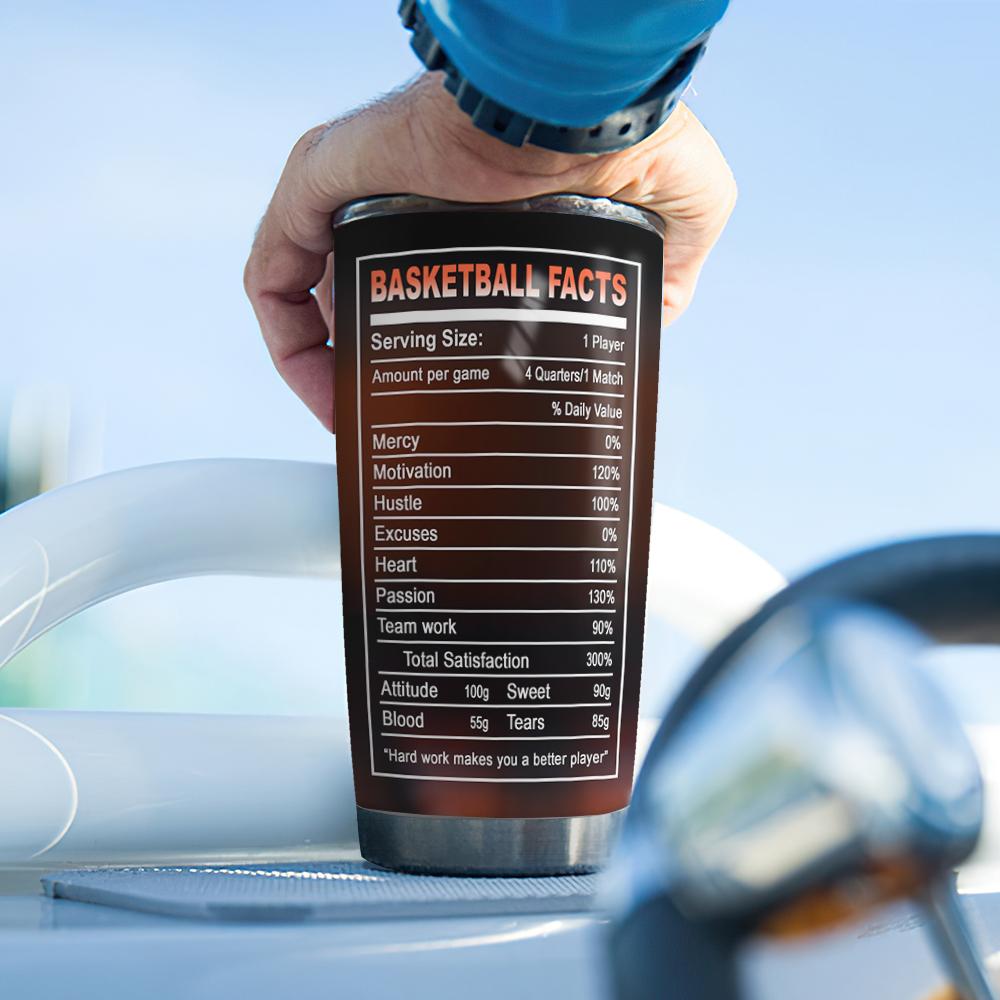 BASKETBALL FACTS
Serving Size: 1 Player
Amount per game 4 Quarters/1 Match
% Daily Value
Mercy 0%
Motivation 120%
Hustle 100%
Excuses 0%
Heart 110%
Passion 130%
Team work 90%
Total Satisfaction 300%
Attitude 100g Sweet 90g
Blood 55g Tears 85g
"Hard work makes you a better player"